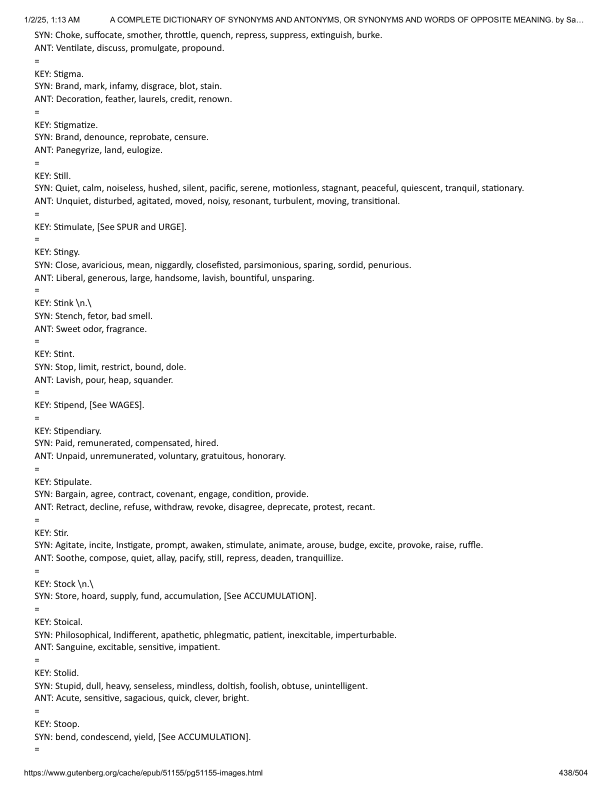 1/2/25, 1:13 AM A COMPLETE DICTIONARY OF SYNONYMS AND ANTONYMS, OR SYNONYMS AND WORDS OF OPPOSITE MEANING. by Sa…
SYN: Choke, suffocate, smother, throttle, quench, repress, suppress, extinguish, burke.
ANT: Ventilate, discuss, promulgate, propound.
=
KEY: Stigma.
SYN: Brand, mark, infamy, disgrace, blot, stain.
ANT: Decoration, feather, laurels, credit, renown.
=
KEY: Stigmatize.
SYN: Brand, denounce, reprobate, censure.
ANT: Panegyrize, land, eulogize.
=
KEY: Still.
SYN: Quiet, calm, noiseless, hushed, silent, pacific, serene, motionless, stagnant, peaceful, quiescent, tranquil, stationary.
ANT: Unquiet, disturbed, agitated, moved, noisy, resonant, turbulent, moving, transitional.
=
KEY: Stimulate, [See SPUR and URGE].
=
KEY: Stingy.
SYN: Close, avaricious, mean, niggardly, closefisted, parsimonious, sparing, sordid, penurious.
ANT: Liberal, generous, large, handsome, lavish, bountiful, unsparing.
=
KEY: Stink \n.\
SYN: Stench, fetor, bad smell.
ANT: Sweet odor, fragrance.
=
KEY: Stint.
SYN: Stop, limit, restrict, bound, dole.
ANT: Lavish, pour, heap, squander.
=
KEY: Stipend, [See WAGES].
=
KEY: Stipendiary.
SYN: Paid, remunerated, compensated, hired.
ANT: Unpaid, unremunerated, voluntary, gratuitous, honorary.
=
KEY: Stipulate.
SYN: Bargain, agree, contract, covenant, engage, condition, provide.
ANT: Retract, decline, refuse, withdraw, revoke, disagree, deprecate, protest, recant.
=
KEY: Stir.
SYN: Agitate, incite, Instigate, prompt, awaken, stimulate, animate, arouse, budge, excite, provoke, raise, ruffle.
ANT: Soothe, compose, quiet, allay, pacify, still, repress, deaden, tranquillize.
=
KEY: Stock \n.\
SYN: Store, hoard, supply, fund, accumulation, [See ACCUMULATION].
=
KEY: Stoical.
SYN: Philosophical, Indifferent, apathetic, phlegmatic, patient, inexcitable, imperturbable.
ANT: Sanguine, excitable, sensitive, impatient.
=
KEY: Stolid.
SYN: Stupid, dull, heavy, senseless, mindless, doltish, foolish, obtuse, unintelligent.
ANT: Acute, sensitive, sagacious, quick, clever, bright.
=
KEY: Stoop.
SYN: bend, condescend, yield, [See ACCUMULATION].
=
https://www.gutenberg.org/cache/epub/51155/pg51155-images.html 438/504